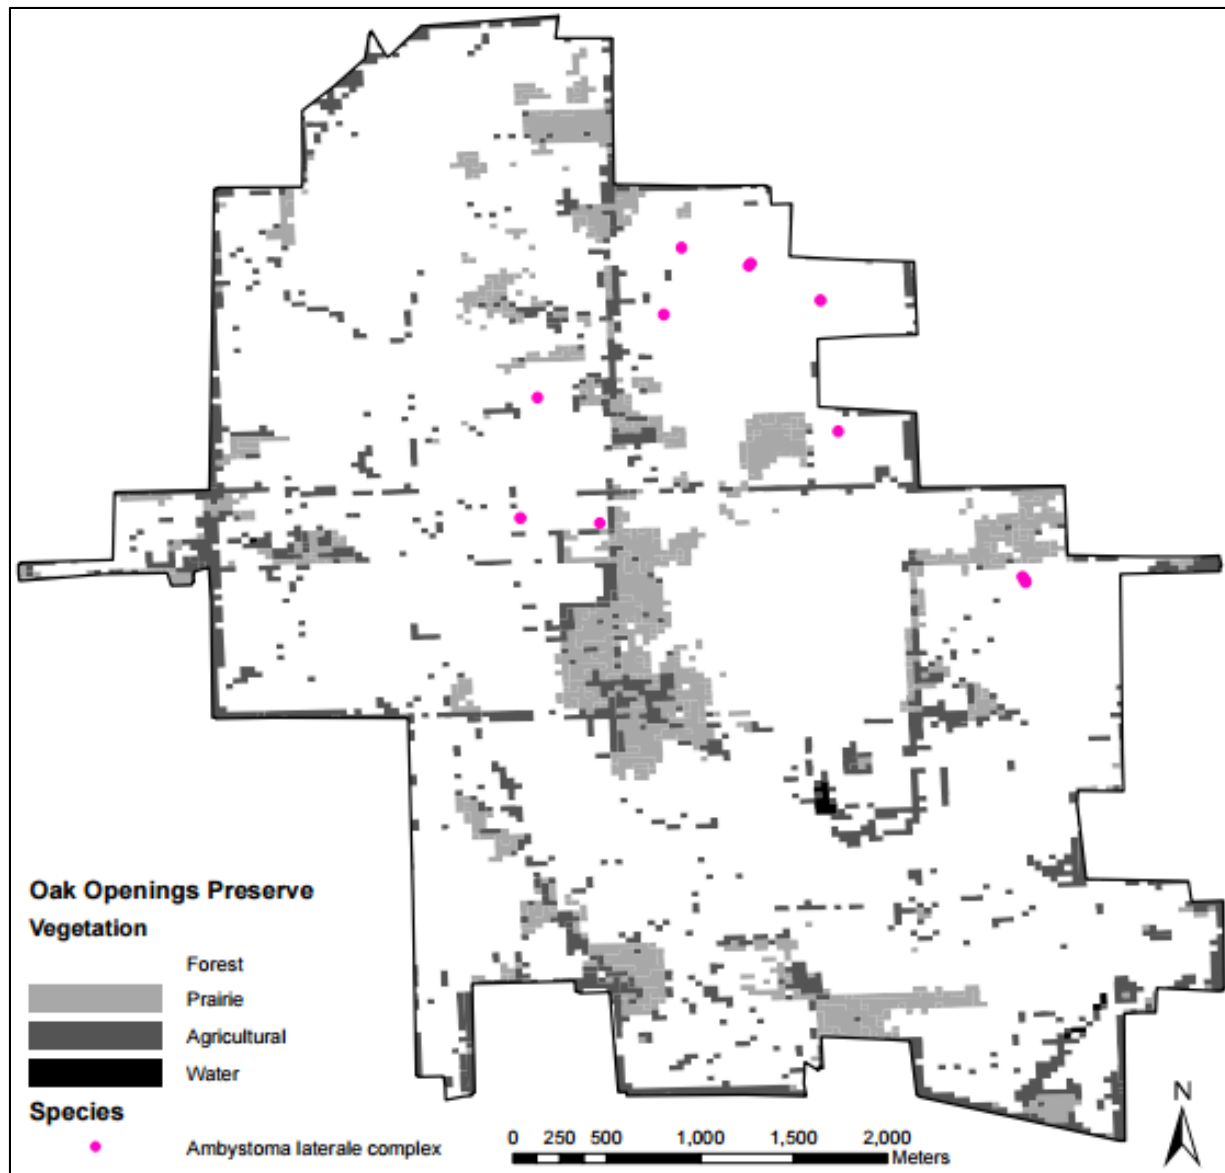 Oak Openings Preserve
Vegetation
Forest
Prairie
Agricultural
Water
Species
Ambystoma laterale complex
0 250 500 1,000 1,500 2,000
Meters
N